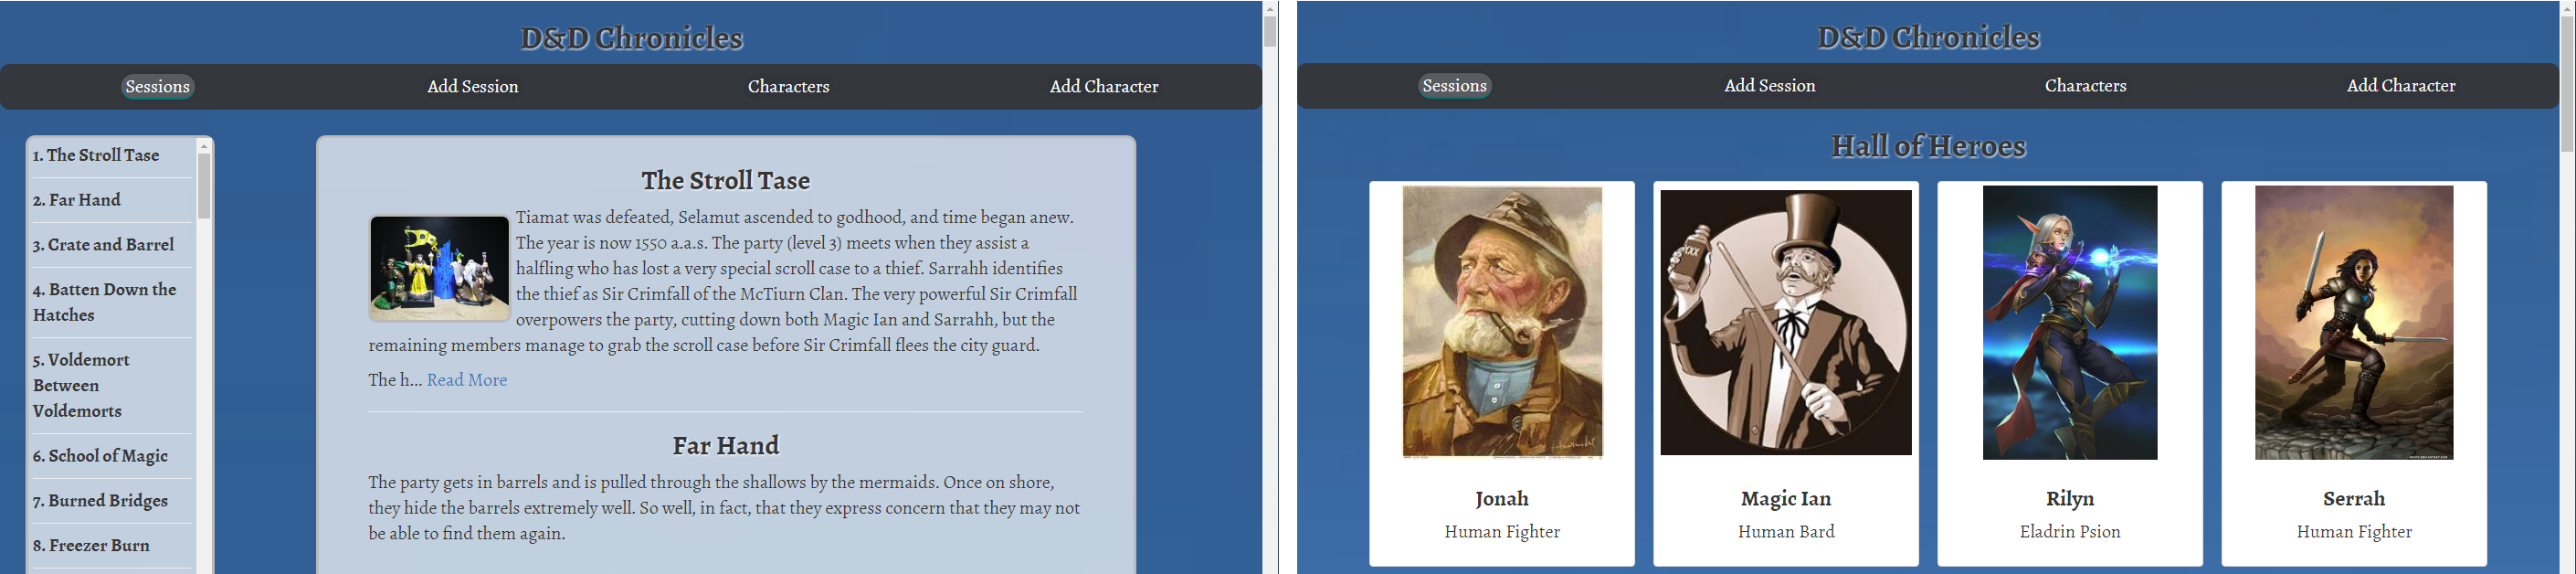 D&D Chronicles
Sessions
Add Session
Characters
Add Character
1. The Stroll Tase
2. Far Hand
3. Crate and Barrel
4. Batten Down the
Hatches
5. Voldemort
Between
Voldemorts
6. School of Magic
7. Burned Bridges
8. Freezer Burn
The Stroll Tase
Tiamat was defeated, Selamut ascended to godhood, and time began anew.
The year is now 1550 a.a.s. The party (level 3) meets when they assist a
halfling who has lost a very special scroll case to a thief. Sarrahh identifies
the thief as Sir Crimfall of the McTiurn Clan. The very powerful Sir Crimfall
overpowers the party, cutting down both Magic Ian and Sarrahh, but the
remaining members manage to grab the scroll case before Sir Crimfall flees the city guard.
The h... Read More
Far Hand
The party gets in barrels and is pulled through the shallows by the mermaids. Once on shore,
they hide the barrels extremely well. So well, in fact, that they express concern that they may not
be able to find them again.
D&D Chronicles
Sessions
Add Session
Characters
Add Character
Hall of Heroes
XXX
Jonah
Human Fighter
Magic Ian
Human Bard
Rilyn
Eladrin Psion
Serrah
Human Fighter